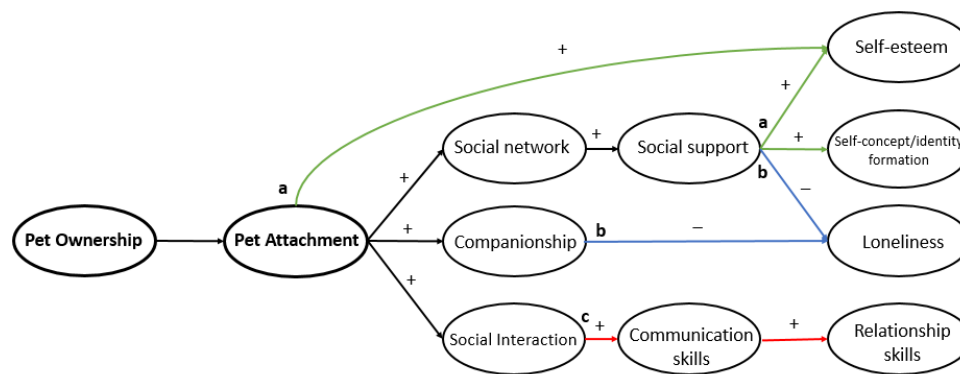 Self-esteem
+
+
a
Social network
+
Social support
+
Self-concept/identity
formation
b
+
−
a
Pet Ownership
Pet Attachment
+
Companionship
b
−
Loneliness
+
c
Social Interaction
+
Communication
skills
+
Relationship
skills